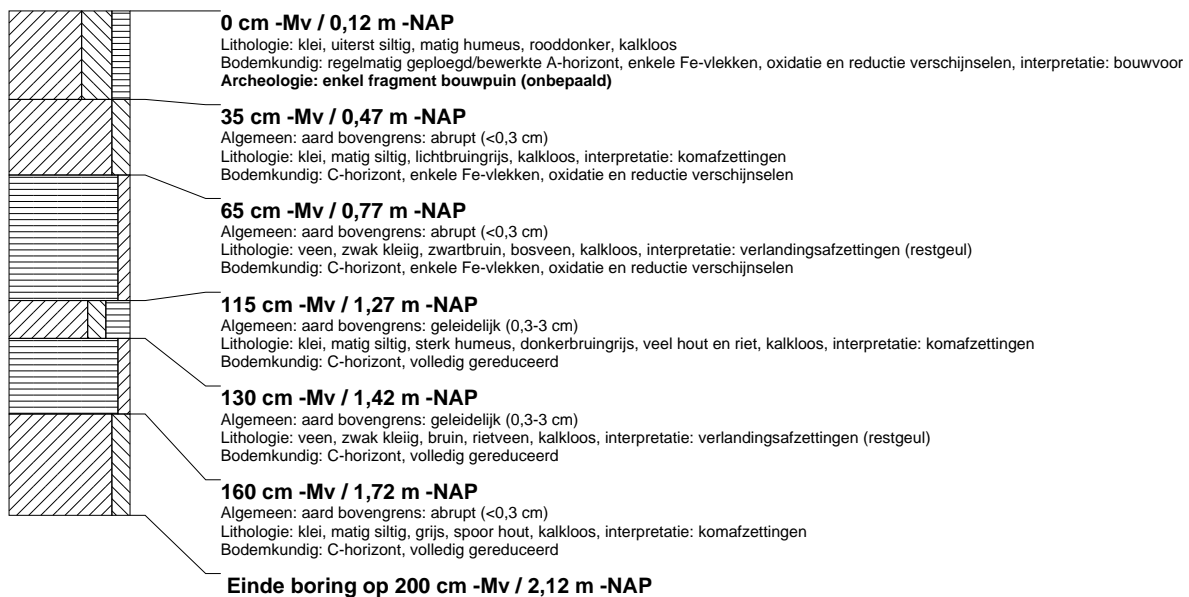 0 cm -Mv / 0,12 m -NAP
Lithologie: klei, uiterst siltig, matig humeus, rooddonker, kalkloos
Bodemkundig: regelmatig geploegd/bewerkte A-horizont, enkele Fe-vlekken, oxidatie en reductie verschijnselen, interpretatie: bouwvoor
Archeologie: enkel fragment bouwpuin (onbepaald)
35 cm -Mv / 0,47 m -NAP
Algemeen: aard bovengrens: abrupt (<0,3 cm)
Lithologie: klei, matig siltig, lichtbruingrijs, kalkloos, interpretatie: komafzettingen
Bodemkundig: C-horizont, enkele Fe-vlekken, oxidatie en reductie verschijnselen
65 cm -Mv / 0,77 m -NAP
Algemeen: aard bovengrens: abrupt (<0,3 cm)
Lithologie: veen, zwak kleiig, zwartbruin, bosveen, kalkloos, interpretatie: verlandingsafzettingen (restgeul)
Bodemkundig: C-horizont, enkele Fe-vlekken, oxidatie en reductie verschijnselen
115 cm -Mv / 1,27 m -NAP
Algemeen: aard bovengrens: geleidelijk (0,3-3 cm)
Lithologie: klei, matig siltig, sterk humeus, donkerbruingrijs, veel hout en riet, kalkloos, interpretatie: komafzettingen
Bodemkundig: C-horizont, volledig gereduceerd
130 cm -Mv / 1,42 m -NAP
Algemeen: aard bovengrens: geleidelijk (0,3-3 cm)
Lithologie: veen, zwak kleiig, bruin, rietveen, kalkloos, interpretatie: verlandingsafzettingen (restgeul)
Bodemkundig: C-horizont, volledig gereduceerd
160 cm -Mv / 1,72 m -NAP
Algemeen: aard bovengrens: abrupt (<0,3 cm)
Lithologie: klei, matig siltig, grijs, spoor hout, kalkloos, interpretatie: komafzettingen
Bodemkundig: C-horizont, volledig gereduceerd
Einde boring op 200 cm -Mv / 2,12 m -NAP